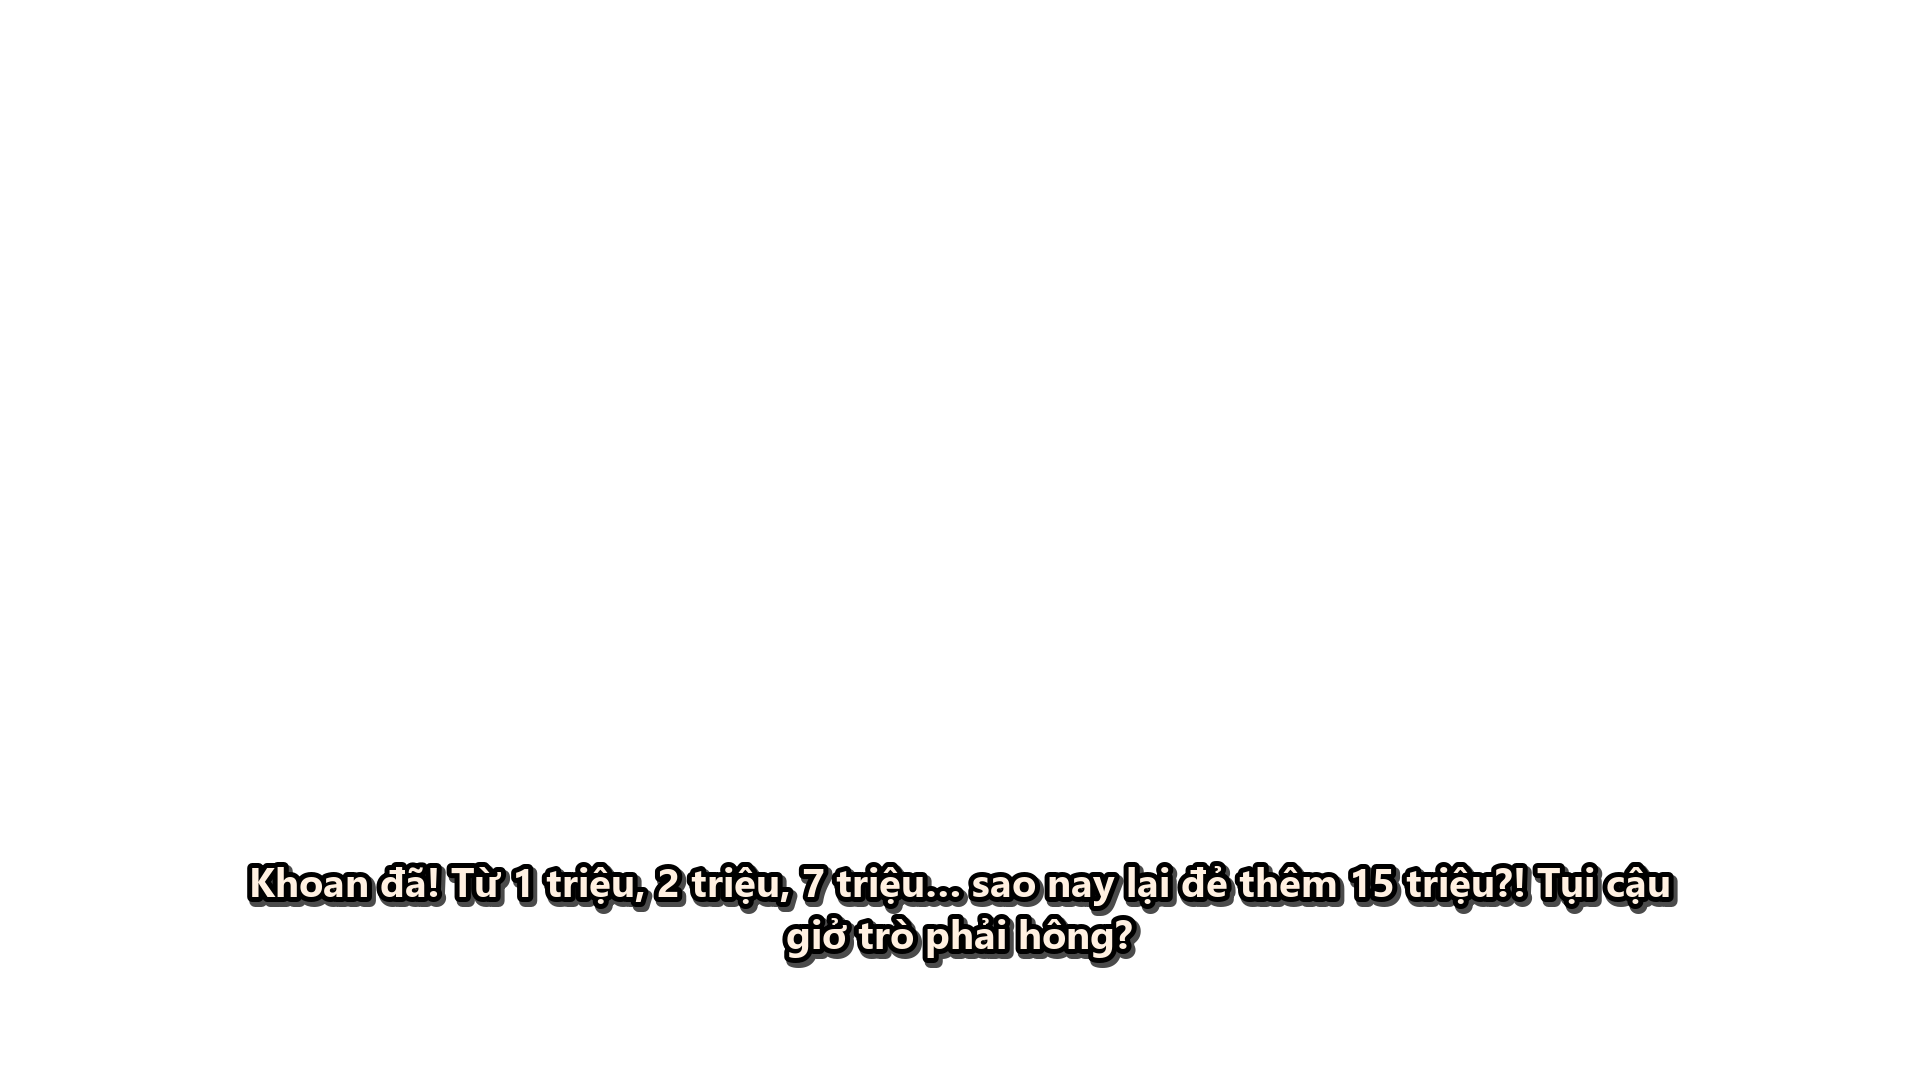 Khoan đã! Từ 1 triệu, 2 triệu, 7 triệu... sao nay lại đẻ thêm 15 triệu?! Tụi cậu
giở trò phải hông?